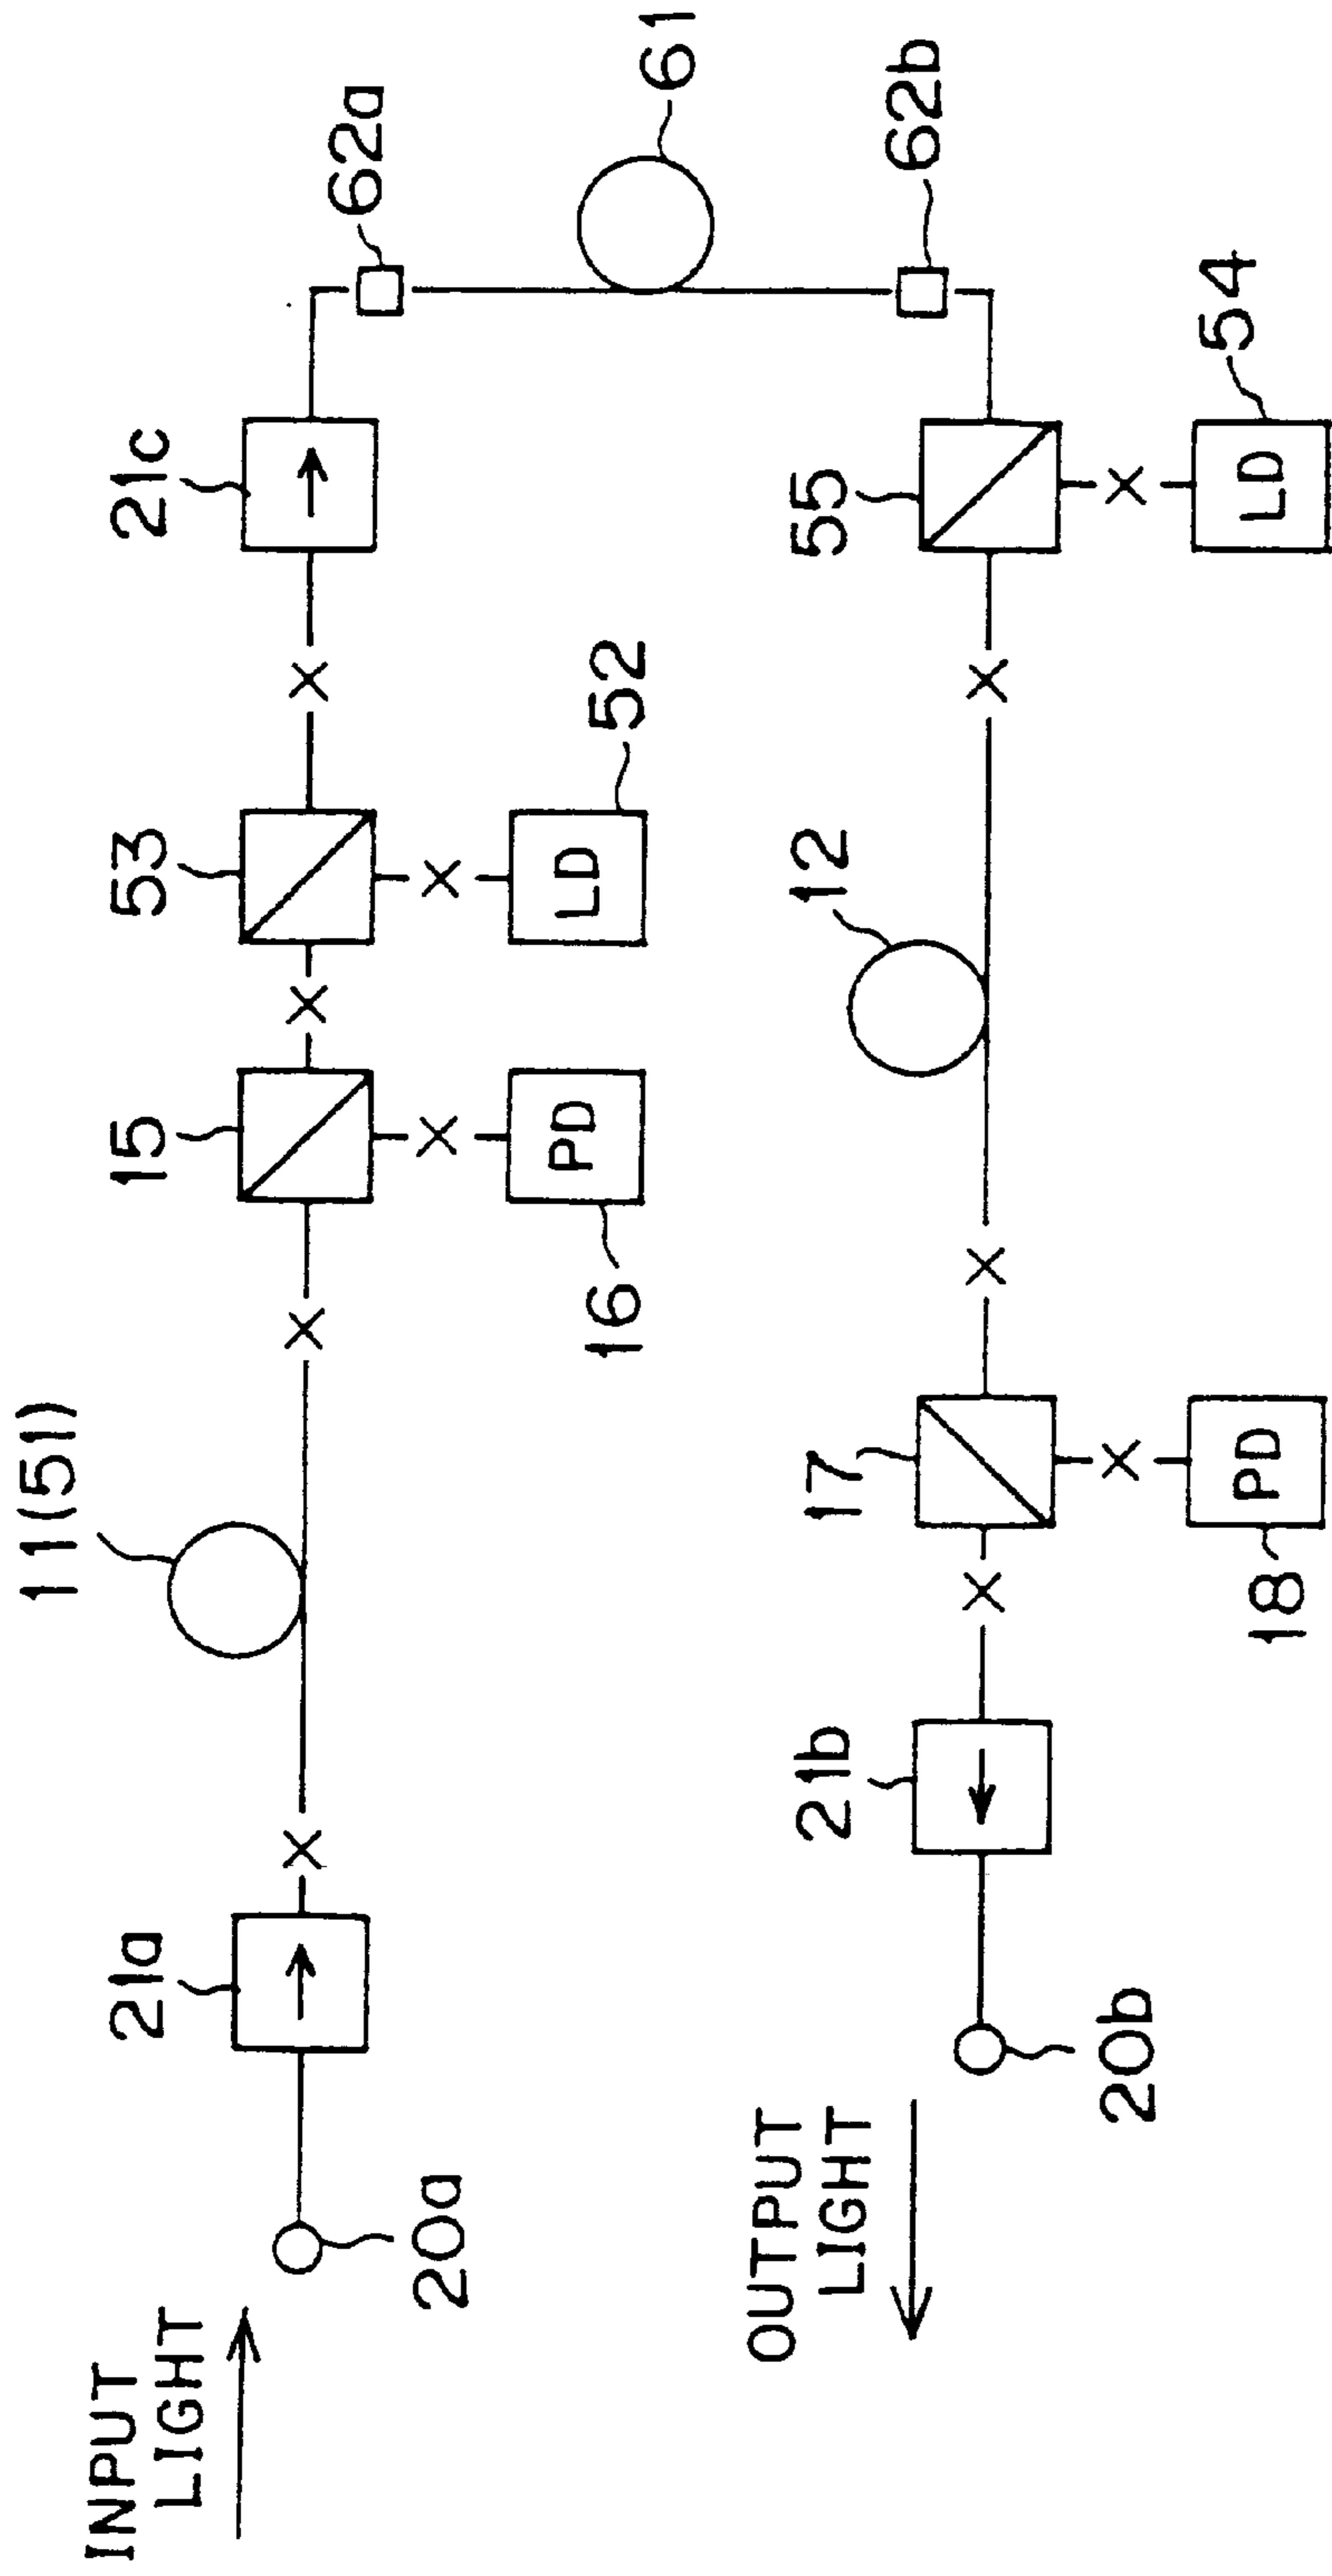 INPUT
LIGHT
20a
21a
11(51)
15
PD
16
53
LD
52
21c
62a
61
62b
OUTPUT
LIGHT
20b
21b
17
PD
18
12
55
LD
54